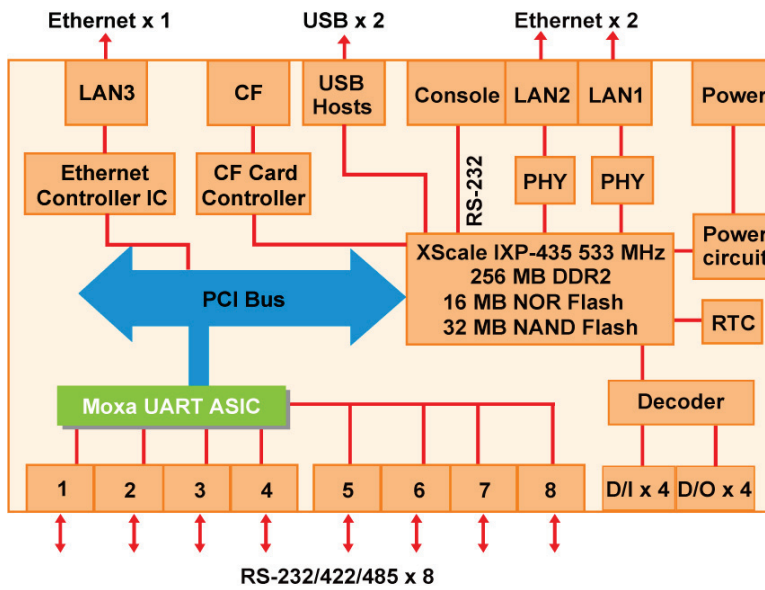 Ethernet x 1
USB x 2
Ethernet x 2
LAN3
CF
USB
Hosts
Console
LAN2
LAN1
Power
Ethernet
Controller IC
CF Card
Controller
RS-232
PHY
PHY
XScale IXP-435 533 MHz
256 MB DDR2
16 MB NOR Flash
32 MB NAND Flash
Power
circuit
PCI Bus
RTC
Moxa UART ASIC
Decoder
1
2
3
4
5
6
7
8
D/I x 4
D/O x 4
RS-232/422/485 x 8